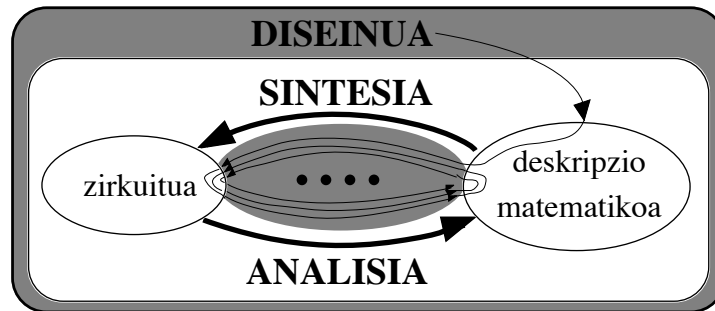 DISEINUA
SINTESIA
zirkuitua
deskripzio
matematikoa
ANALISIA